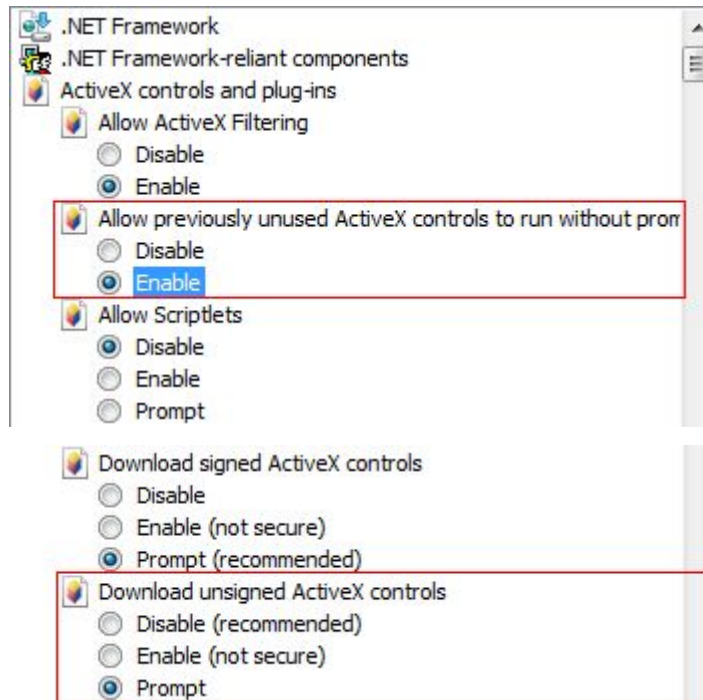 .NET Framework
.NET Framework-reliant components
ActiveX controls and plug-ins
Allow ActiveX Filtering
Disable
Enable
Allow previously unused ActiveX controls to run without prom
Disable
Enable
Allow Scriptlets
Disable
Enable
Prompt
Download signed ActiveX controls
Disable
Enable (not secure)
Prompt (recommended)
Download unsigned ActiveX controls
Disable (recommended)
Enable (not secure)
Prompt